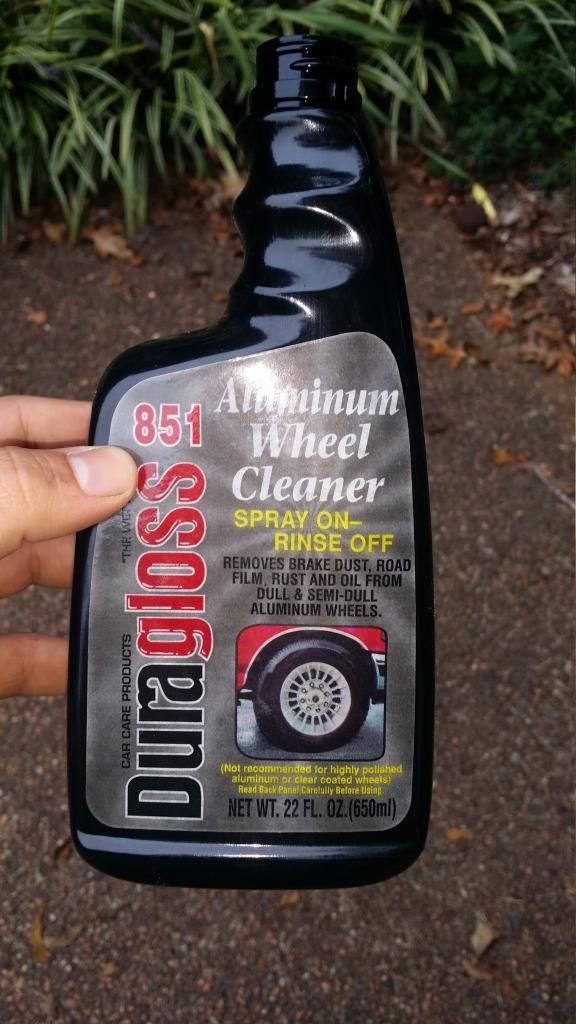 851
Duragloss
CAR CARE PRODUCTS
"THE
Aluminum
Wheel
Cleaner
SPRAY ON–
RINSE OFF
REMOVES BRAKE DUST, ROAD
FILM, RUST AND OIL FROM
DULL & SEMI-DULL
ALUMINUM WHEELS.
(Not recommended for highly polished
aluminum or clear coated wheels)
Read Back Panel Carefully Before Using.
NET WT. 22 FL. OZ.(650ml)